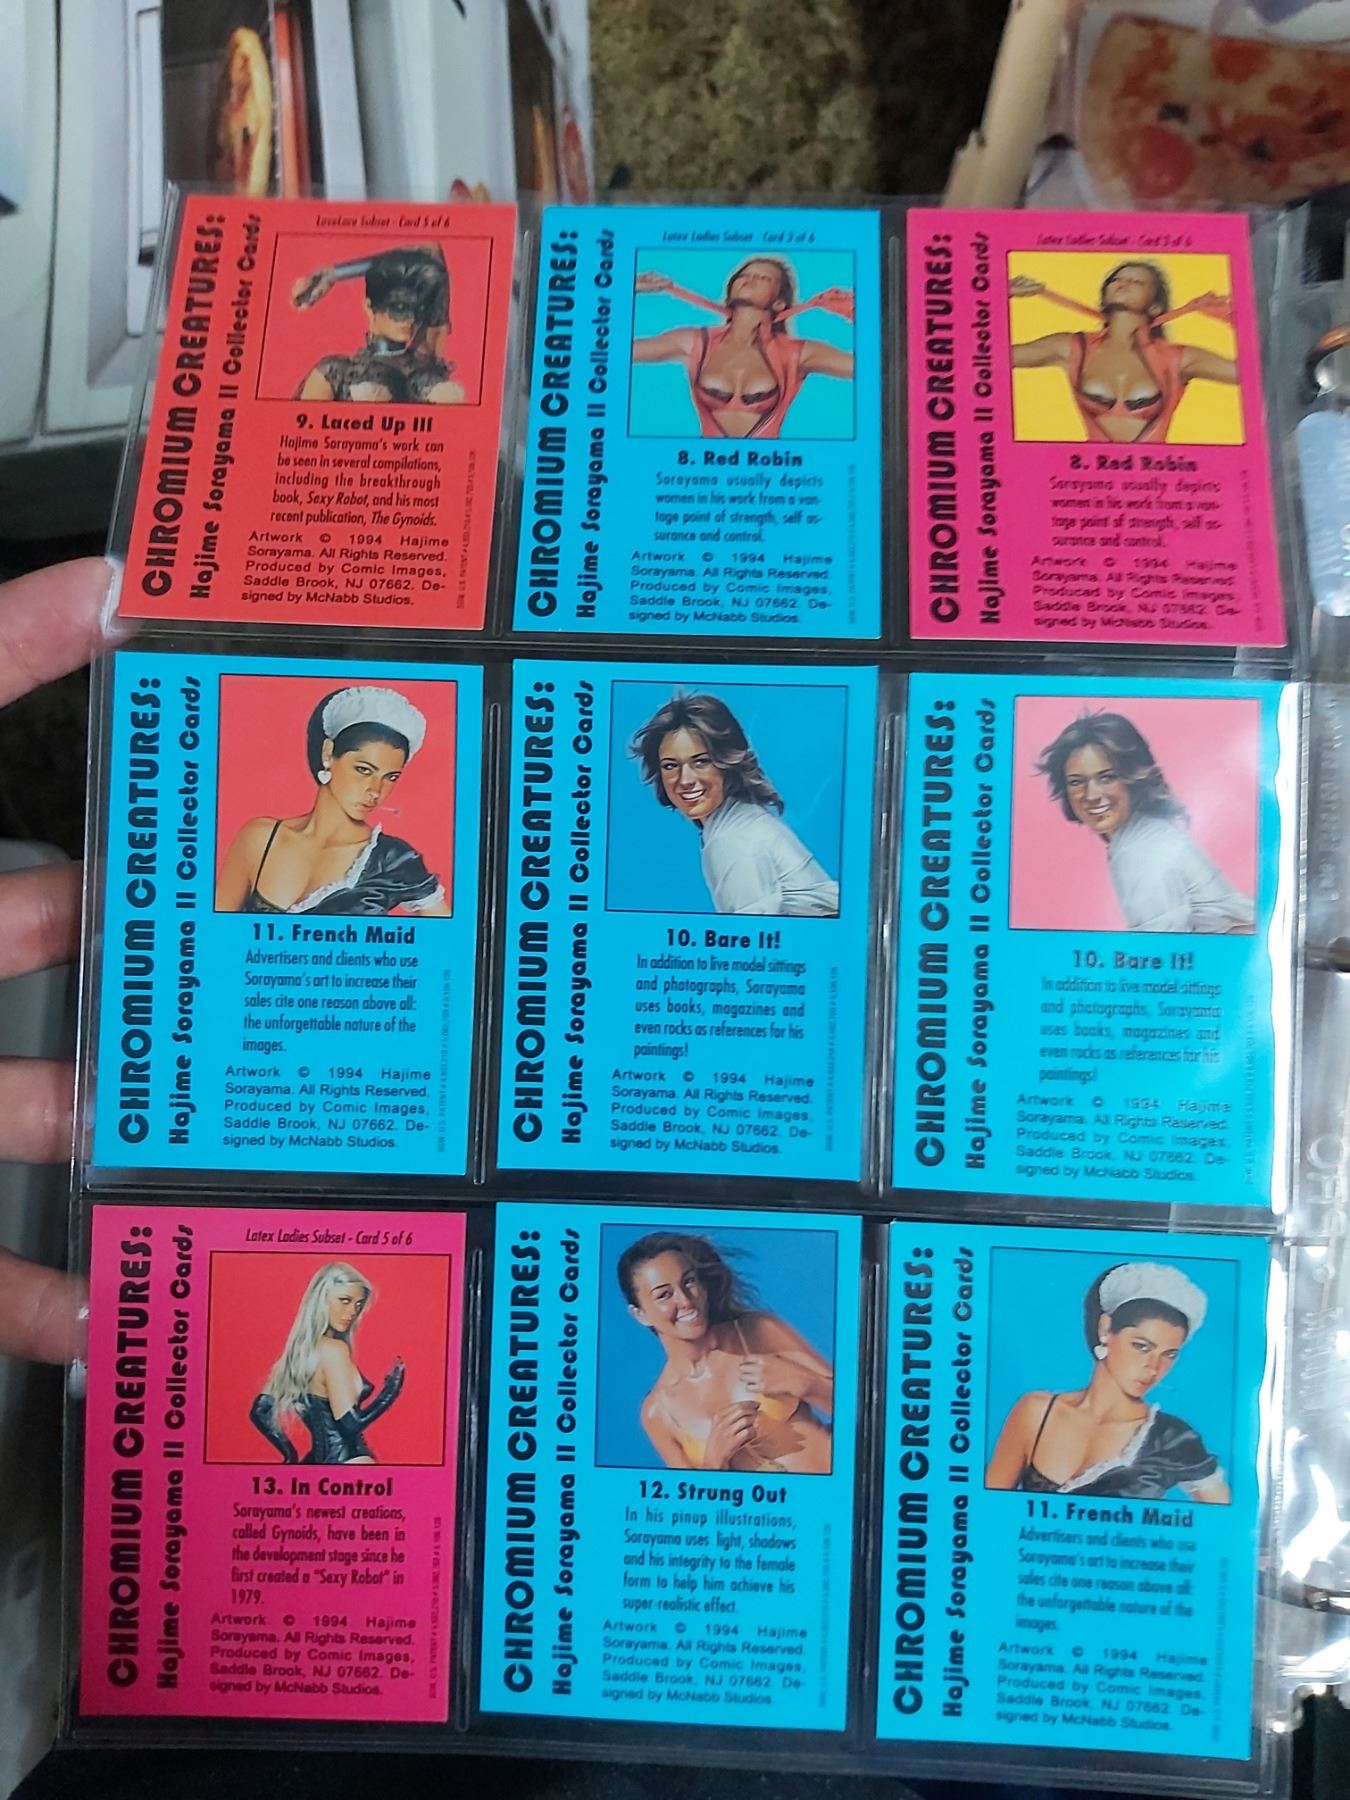 CHROMIUM CREATURES:
Hajime Sorayama II Collector Cards
LoveLace Subset - Card 5 of 6
9. Laced Up III
Hajime Sorayama's work can
be seen in several compilations,
including the breakthrough
book, Sexy Robot, and his most
recent publication, The Gynoids.
Artwork © 1994 Hajime
Sorayama. All Rights Reserved.
Produced by Comic Images,
Saddle Brook, NJ 07662. De-
signed by McNabb Studios.
CHROMIUM CREATURES:
Hajime Sorayama II Collector Cards
Latex Ladies Subset - Card 3 of 6
8. Red Robin
Sorayama usually depicts
women in his work from a van-
tage point of strength, self as-
surance and control.
Artwork © 1994 Hajime
Sorayama. All Rights Reserved.
Produced by Comic Images,
Saddle Brook, NJ 07662. De-
signed by McNabb Studios.
CHROMIUM CREATURES:
Hajime Sorayama II Collector Cards
Latex Ladies Subset - Card 3 of 6
8. Red Robin
Sorayama usually depicts
women in his work from a van-
tage point of strength, self as-
surance and control.
Artwork © 1994 Hajime
Sorayama. All Rights Reserved.
Produced by Comic Images,
Saddle Brook, NJ 07662. De-
signed by McNabb Studios.
CHROMIUM CREATURES:
Hajime Sorayama II Collector Cards
11. French Maid
Advertisers and clients who use
Sorayama's art to increase their
sales cite one reason above all:
the unforgettable nature of the
images.
Artwork © 1994 Hajime
Sorayama. All Rights Reserved.
Produced by Comic Images,
Saddle Brook, NJ 07662. De-
signed by McNabb Studios.
CHROMIUM CREATURES:
Hajime Sorayama II Collector Cards
10. Bare It!
In addition to live model sittings
and photographs, Sorayama
uses books, magazines and
even rocks as references for his
paintings!
Artwork © 1994 Hajime
Sorayama. All Rights Reserved.
Produced by Comic Images,
Saddle Brook, NJ 07662. De-
signed by McNabb Studios.
CHROMIUM CREATURES:
Hajime Sorayama II Collector Cards
10. Bare It!
In addition to live model sittings
and photographs, Sorayama
uses books, magazines and
even rocks as references for his
paintings!
Artwork © 1994 Hajime
Sorayama. All Rights Reserved.
Produced by Comic Images,
Saddle Brook, NJ 07662. De-
signed by McNabb Studios.
CHROMIUM CREATURES:
Hajime Sorayama II Collector Cards
Latex Ladies Subset - Card 5 of 6
13. In Control
Sorayama's newest creations,
called Gynoids, have been in
the development stage since he
first created a "Sexy Robot" in
1979.
Artwork © 1994 Hajime
Sorayama. All Rights Reserved.
Produced by Comic Images,
Saddle Brook, NJ 07662. De-
signed by McNabb Studios.
CHROMIUM CREATURES:
Hajime Sorayama II Collector Cards
12. Strung Out
In his pinup illustrations,
Sorayama uses light, shadows
and his integrity to the female
form to help him achieve his
super-realistic effect.
Artwork © 1994 Hajime
Sorayama. All Rights Reserved.
Produced by Comic Images,
Saddle Brook, NJ 07662. De-
signed by McNabb Studios.
CHROMIUM CREATURES:
Hajime Sorayama II Collector Cards
11. French Maid
Advertisers and clients who use
Sorayama's art to increase their
sales cite one reason above all:
the unforgettable nature of the
images.
Artwork © 1994 Hajime
Sorayama. All Rights Reserved.
Produced by Comic Images,
Saddle Brook, NJ 07662. De-
signed by McNabb Studios.